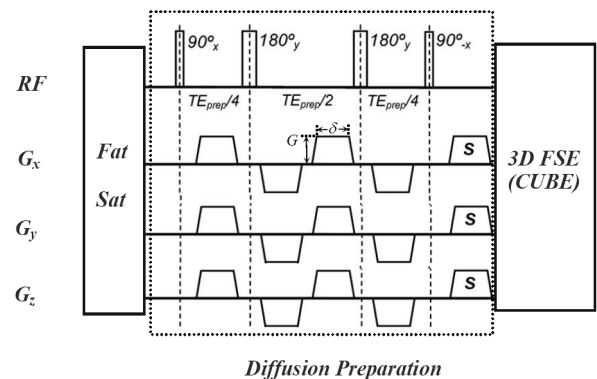 90°x 180°y 180°y 90°-x
RF
TEprep/4 TEprep/2 TEprep/4
G δ
Fat
Sat
Gx S
Gy S
Gz S
3D FSE
(CUBE)
Diffusion Preparation